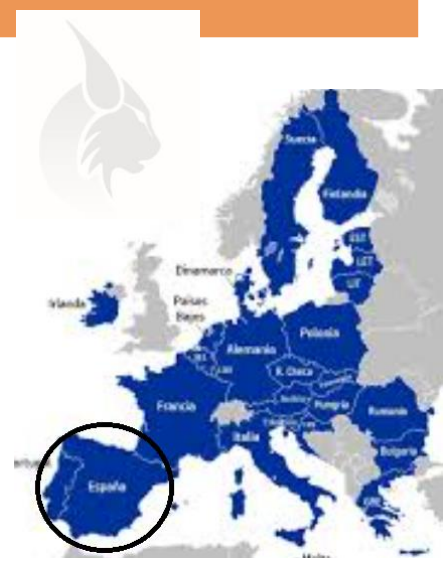 Suecia
Finlandia
EST
LET
LIT
Dinamarca
Irlanda
Países
Bajos
Polonia
Alemania
R. Checa
Francia
Hungría
Rumanía
Italia
Bulgaria
España